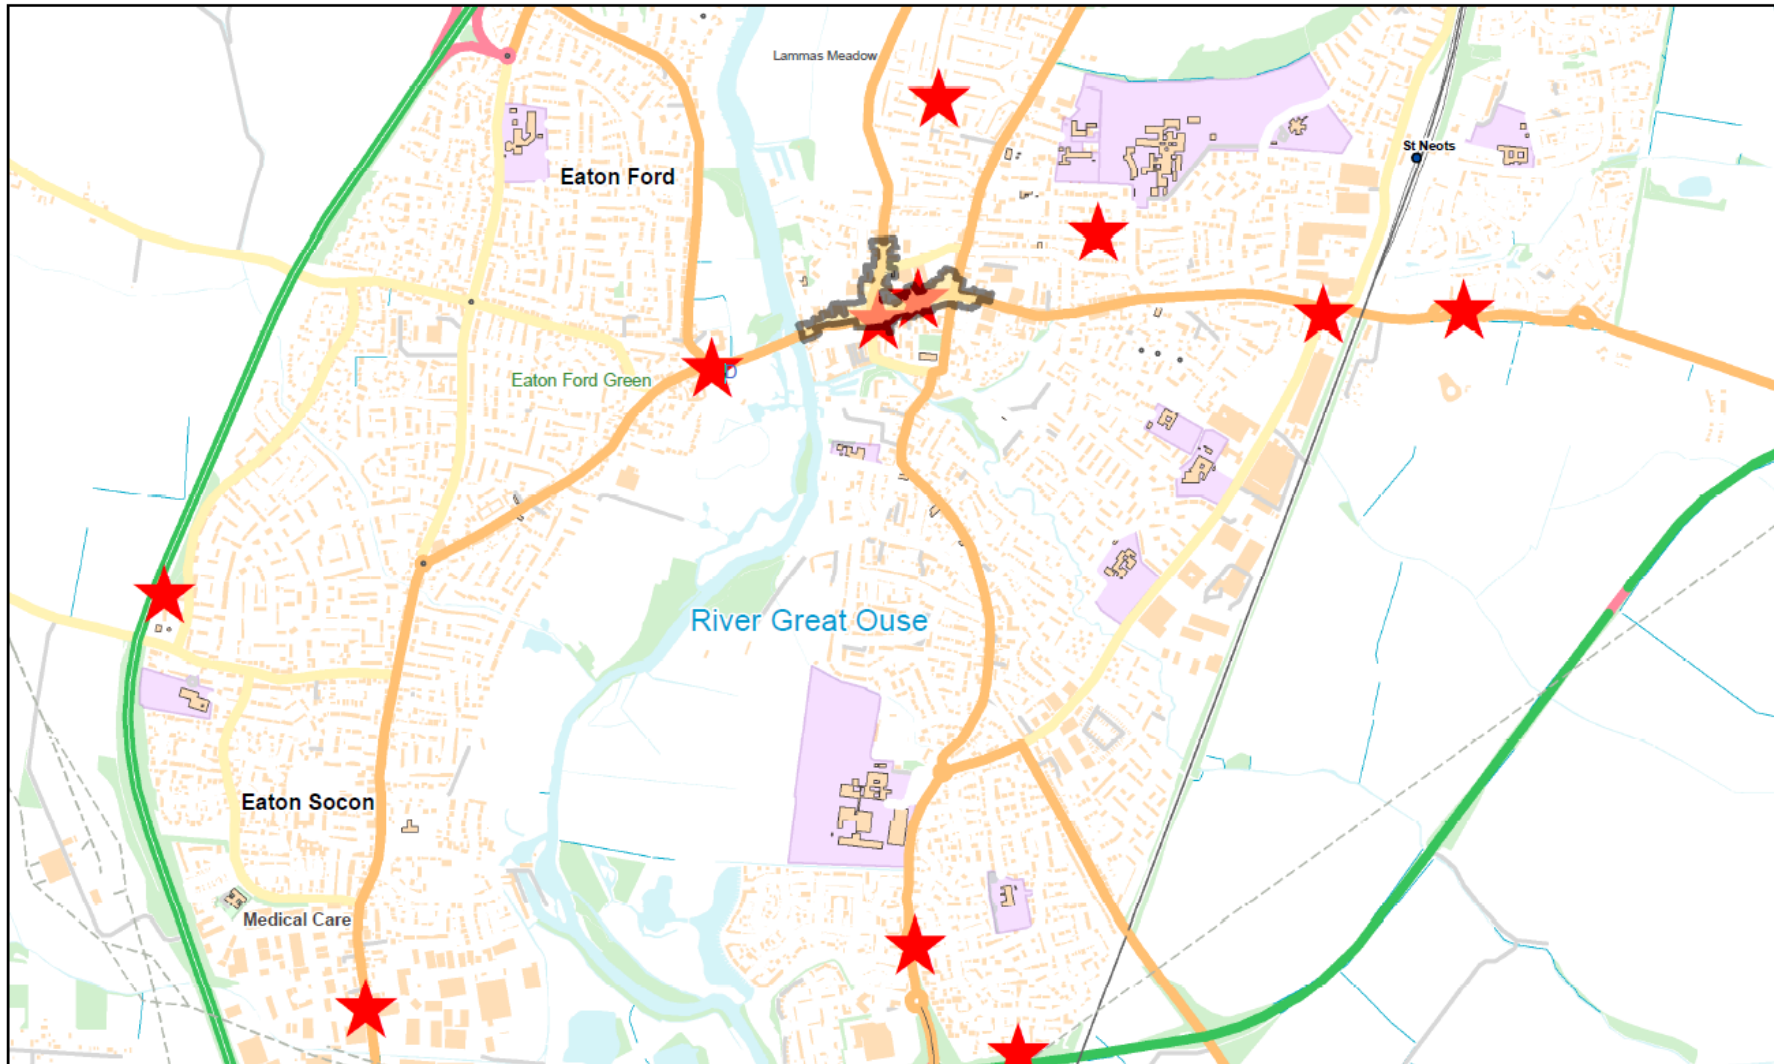 Lammas Meadow
St Neots
Eaton Ford
Eaton Ford Green
River Great Ouse
Eaton Socon
Medical Care